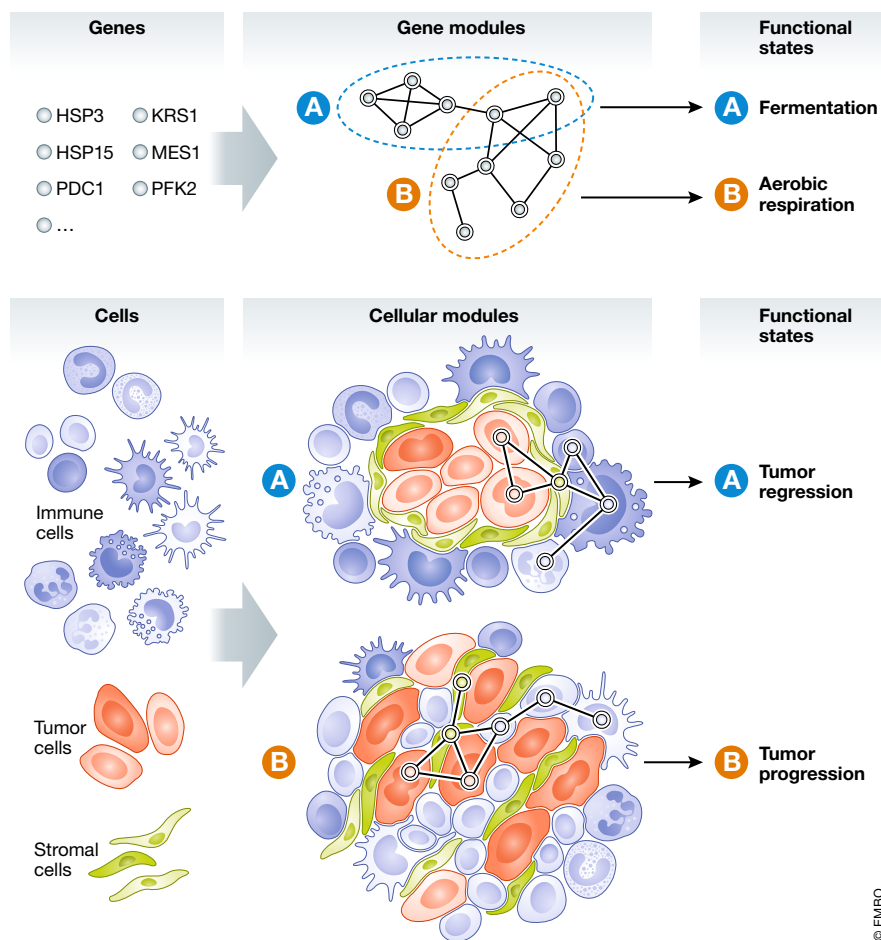 Genes
Gene modules
Functional
states
HSP3
KRS1
HSP15
MES1
PDC1
PFK2
...
A
B
A
Fermentation
B
Aerobic
respiration
Cells
Cellular modules
Functional
states
Immune
cells
Tumor
cells
Stromal
cells
A
A
Tumor
regression
B
B
Tumor
progression
© EMBO